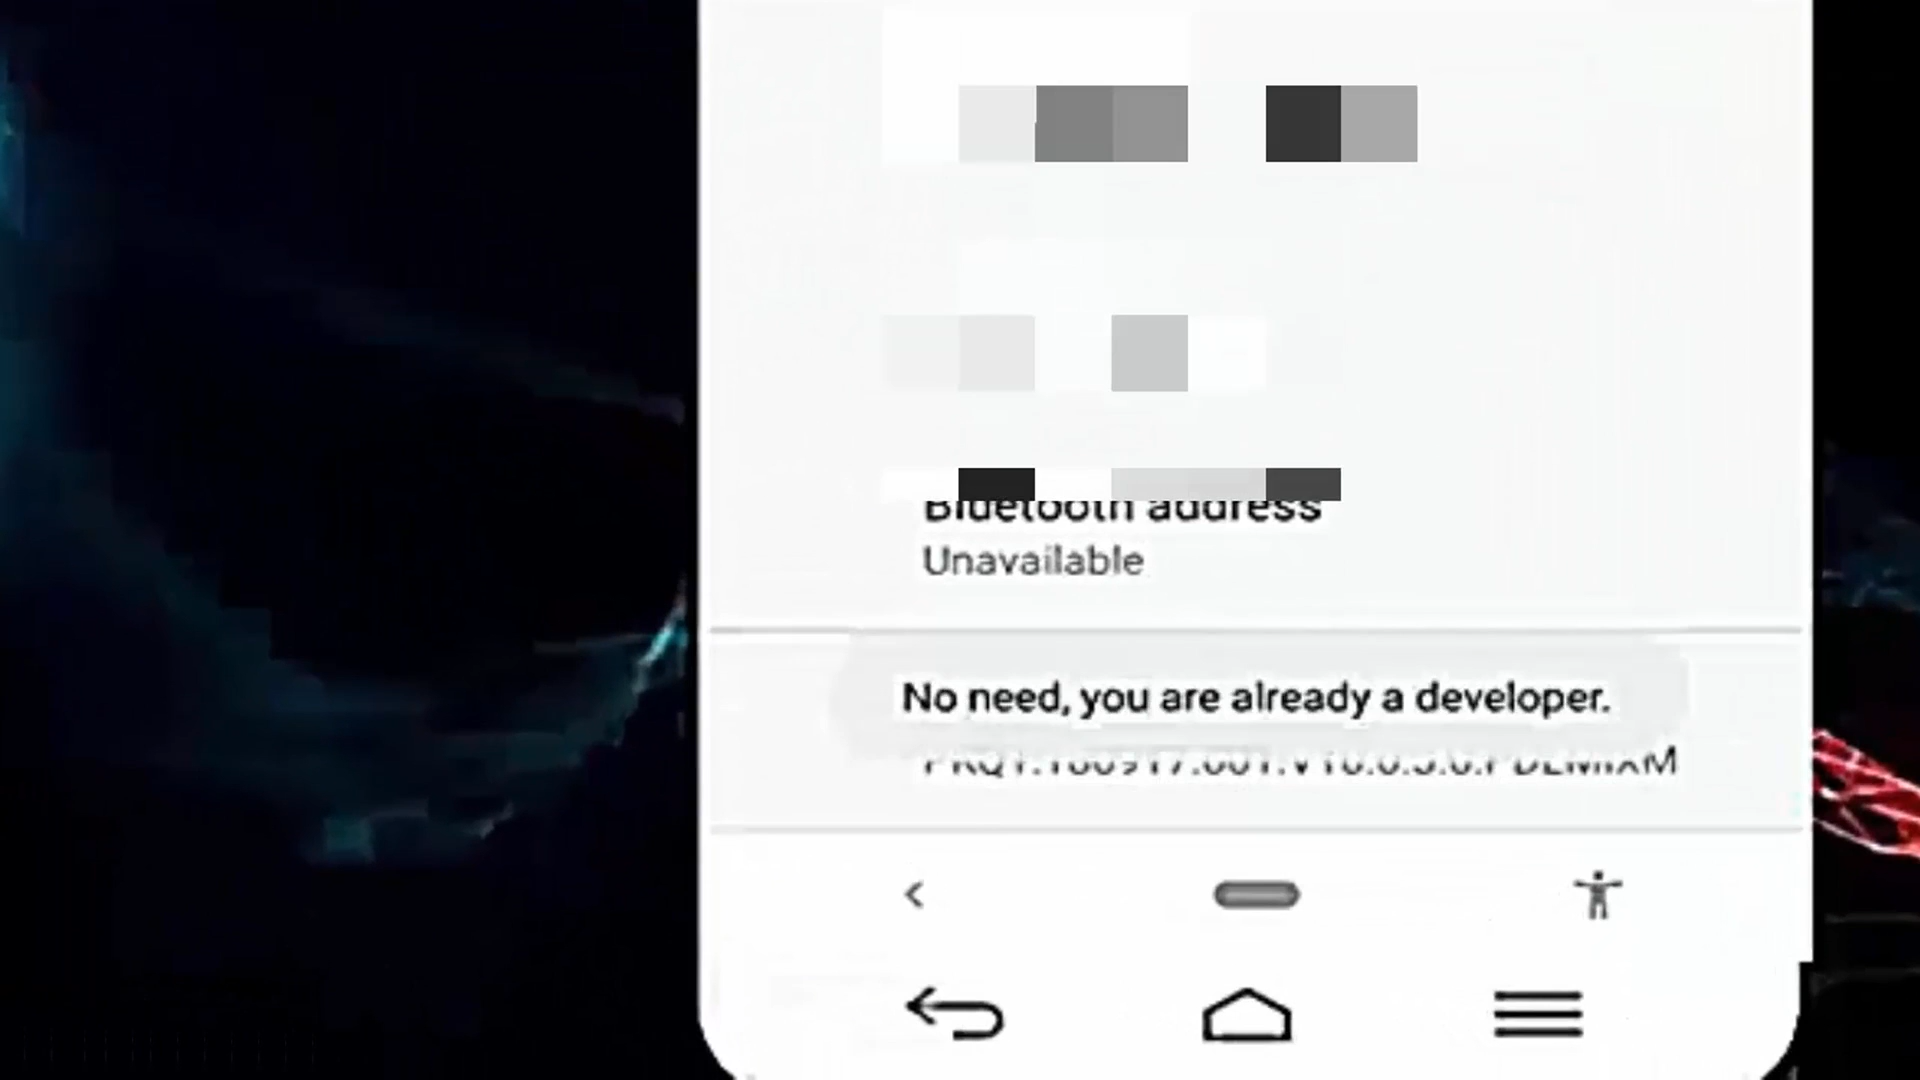 Bluetooth address
Unavailable
No need, you are already a developer.